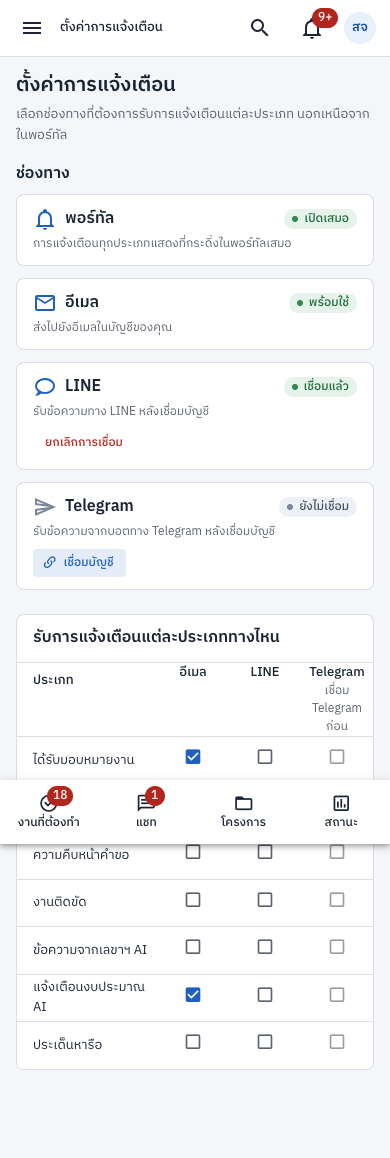 ตั้งค่าการแจ้งเตือน
9+
สจ
ตั้งค่าการแจ้งเตือน
เลือกช่องทางที่ต้องการรับการแจ้งเตือนแต่ละประเภท นอกเหนือจาก
ในพอร์ทัล
ช่องทาง
พอร์ทัล
เปิดเสมอ
การแจ้งเตือนทุกประเภทแสดงที่กระดิ่งในพอร์ทัลเสมอ
อีเมล
พร้อมใช้
ส่งไปยังอีเมลในบัญชีของคุณ
LINE
เชื่อมแล้ว
รับข้อความทาง LINE หลังเชื่อมบัญชี
ยกเลิกการเชื่อม
Telegram
ยังไม่เชื่อม
รับข้อความจากบอตทาง Telegram หลังเชื่อมบัญชี
เชื่อมบัญชี
รับการแจ้งเตือนแต่ละประเภททางไหน
ประเภท
อีเมล
LINE
Telegram
เชื่อม
Telegram
ก่อน
ได้รับมอบหมายงาน
18
1
งานที่ต้องทำ
แชท
โครงการ
สถานะ
ความคืบหน้าคำขอ
งานติดขัด
ข้อความจากเลขาฯ AI
แจ้งเตือนงบประมาณ
AI
ประเด็นหารือ